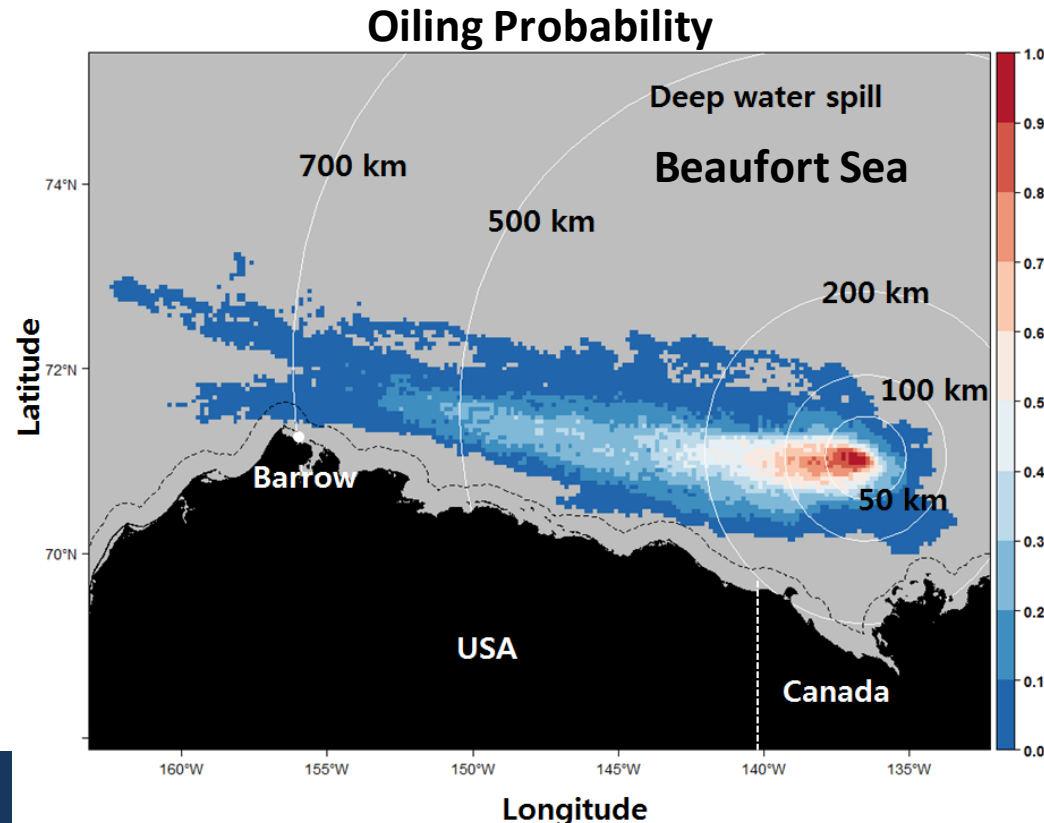 Oiling Probability
Deep water spill
Beaufort Sea
700 km
500 km
200 km
100 km
50 km
Barrow
USA
Canada
Latitude
74°N
72°N
70°N
160°W
155°W
150°W
145°W
140°W
135°W
Longitude
1.0
0.9
0.8
0.7
0.6
0.5
0.4
0.3
0.2
0.1
0.0